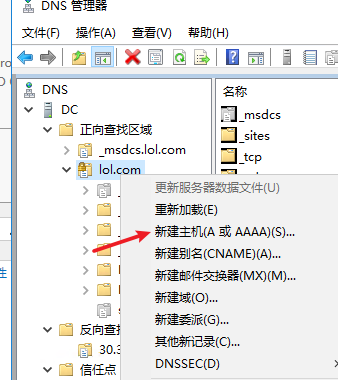 DNS 管理器
文件(F) 操作(A) 查看(V) 帮助(H)
DNS
DC
正向查找区域
_msdcs.lol.com
lol.com
反向查找
30.3
信任点
名称
_msdcs
_sites
_tcp
更新服务器数据文件(U)
重新加载(E)
新建主机(A 或 AAAA)(S)...
新建别名(CNAME)(A)...
新建邮件交换器(MX)(M)...
新建域(O)...
新建委派(G)...
其他新记录(C)...
DNSSEC(D)